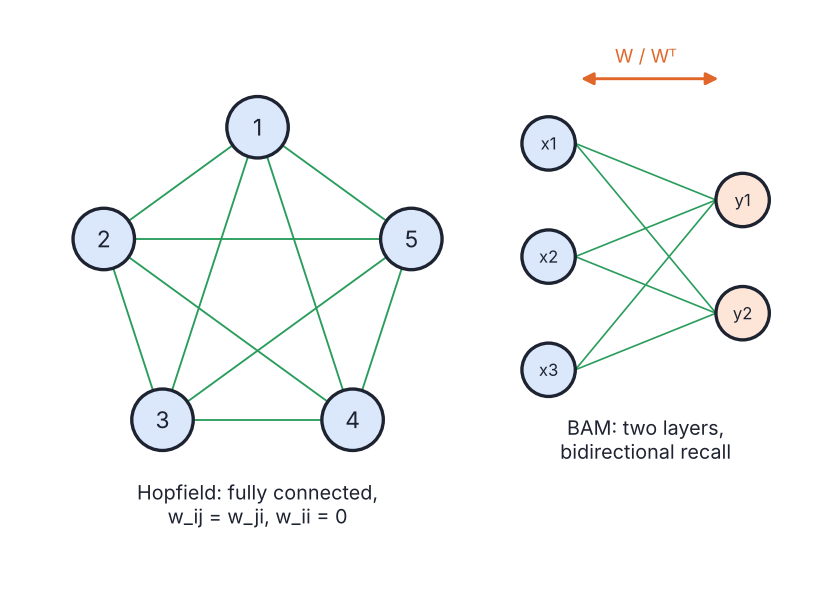 1
2
5
3
4
Hopfield: fully connected,
w_ij = w_ji, w_ii = 0
W / Wᵀ
x1
y1
x2
y2
x3
BAM: two layers,
bidirectional recall